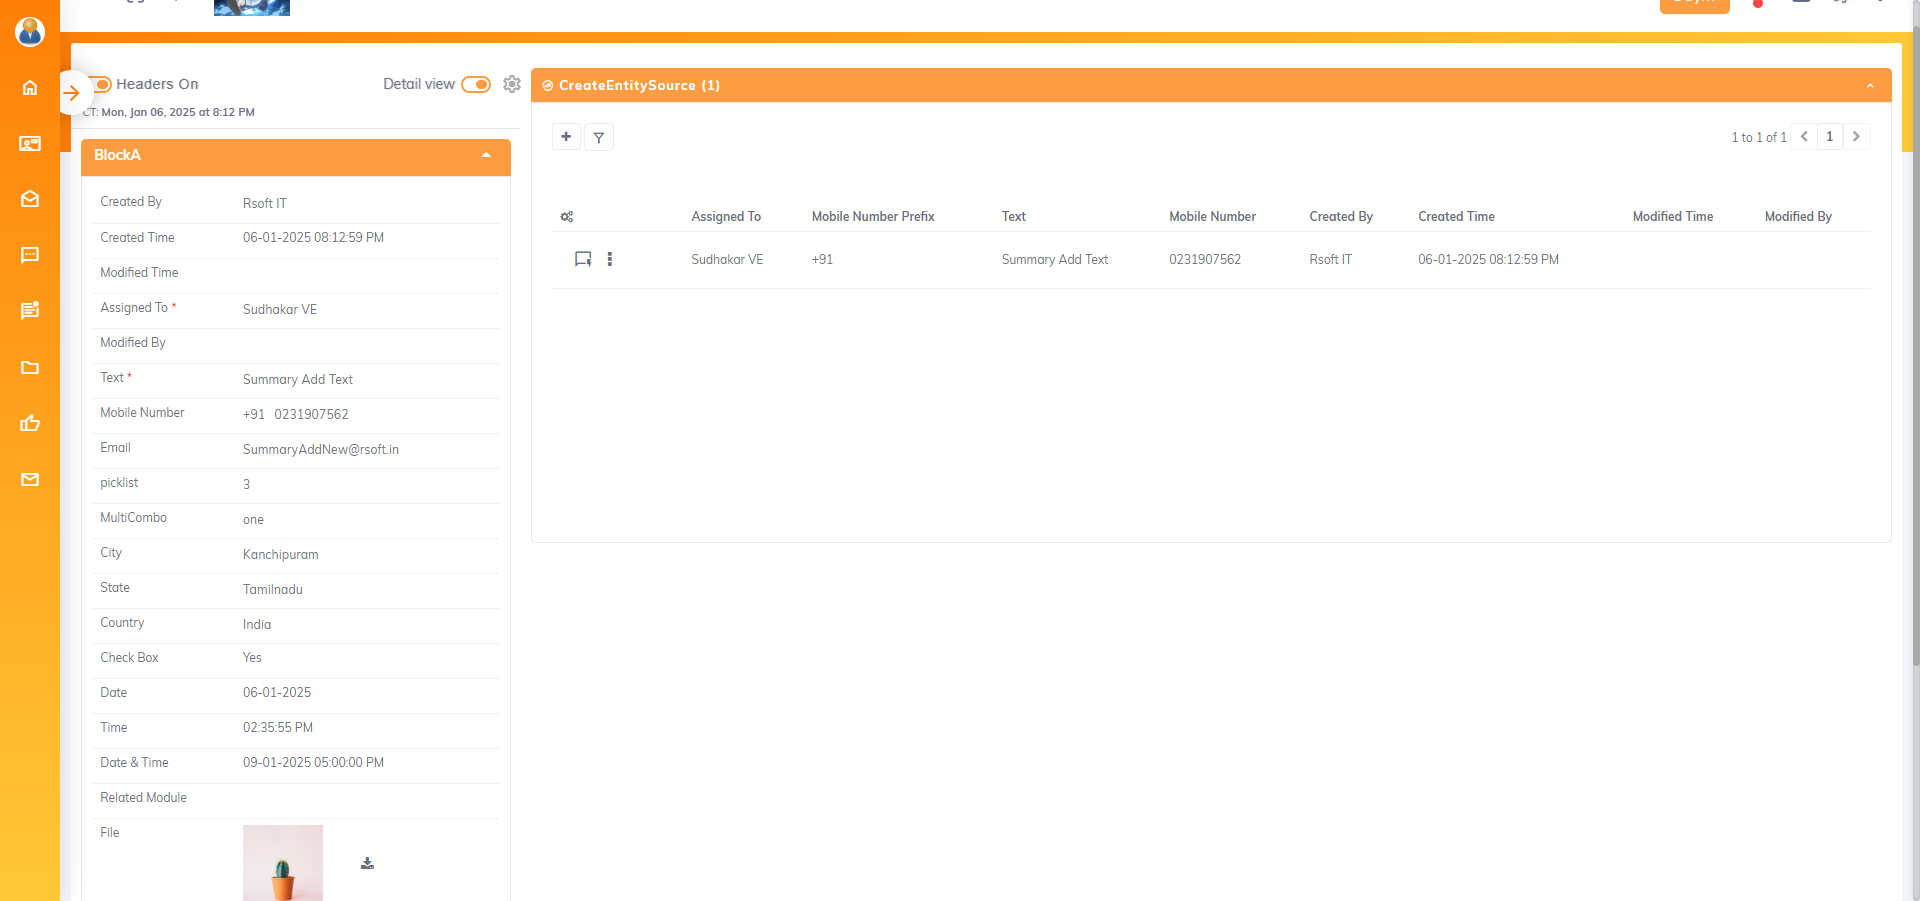 Headers On
Detail view
CT: Mon, Jan 06, 2025 at 8:12 PM
BlockA
Created By Rsoft IT
Created Time 06-01-2025 08:12:59 PM
Modified Time
Assigned To * Sudhakar VE
Modified By
Text * Summary Add Text
Mobile Number +91 0231907562
Email SummaryAddNew@rsoft.in
picklist 3
MultiCombo one
City Kanchipuram
State Tamilnadu
Country India
Check Box Yes
Date 06-01-2025
Time 02:35:55 PM
Date & Time 09-01-2025 05:00:00 PM
Related Module
File
CreateEntitySource (1)
1 to 1 of 1 1
Assigned To Mobile Number Prefix Text Mobile Number Created By Created Time Modified Time Modified By
Sudhakar VE +91 Summary Add Text 0231907562 Rsoft IT 06-01-2025 08:12:59 PM